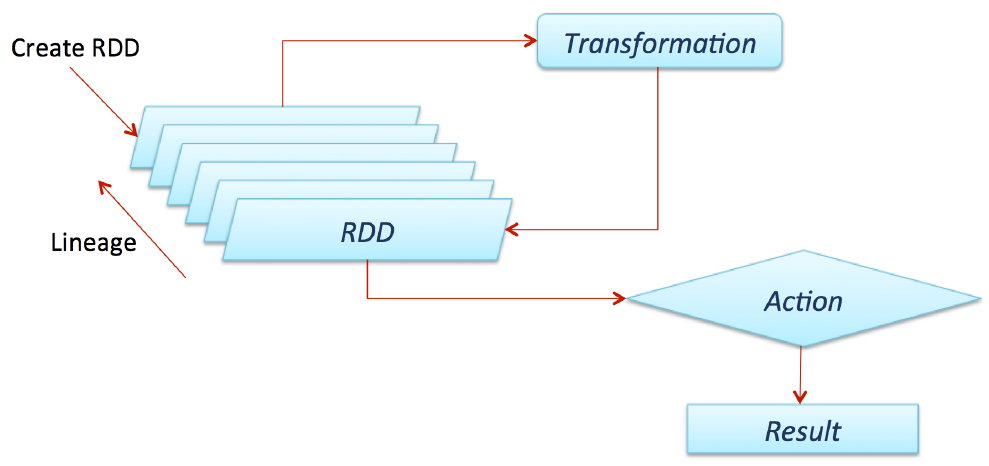 Create RDD
Transformation
RDD
Lineage
Action
Result